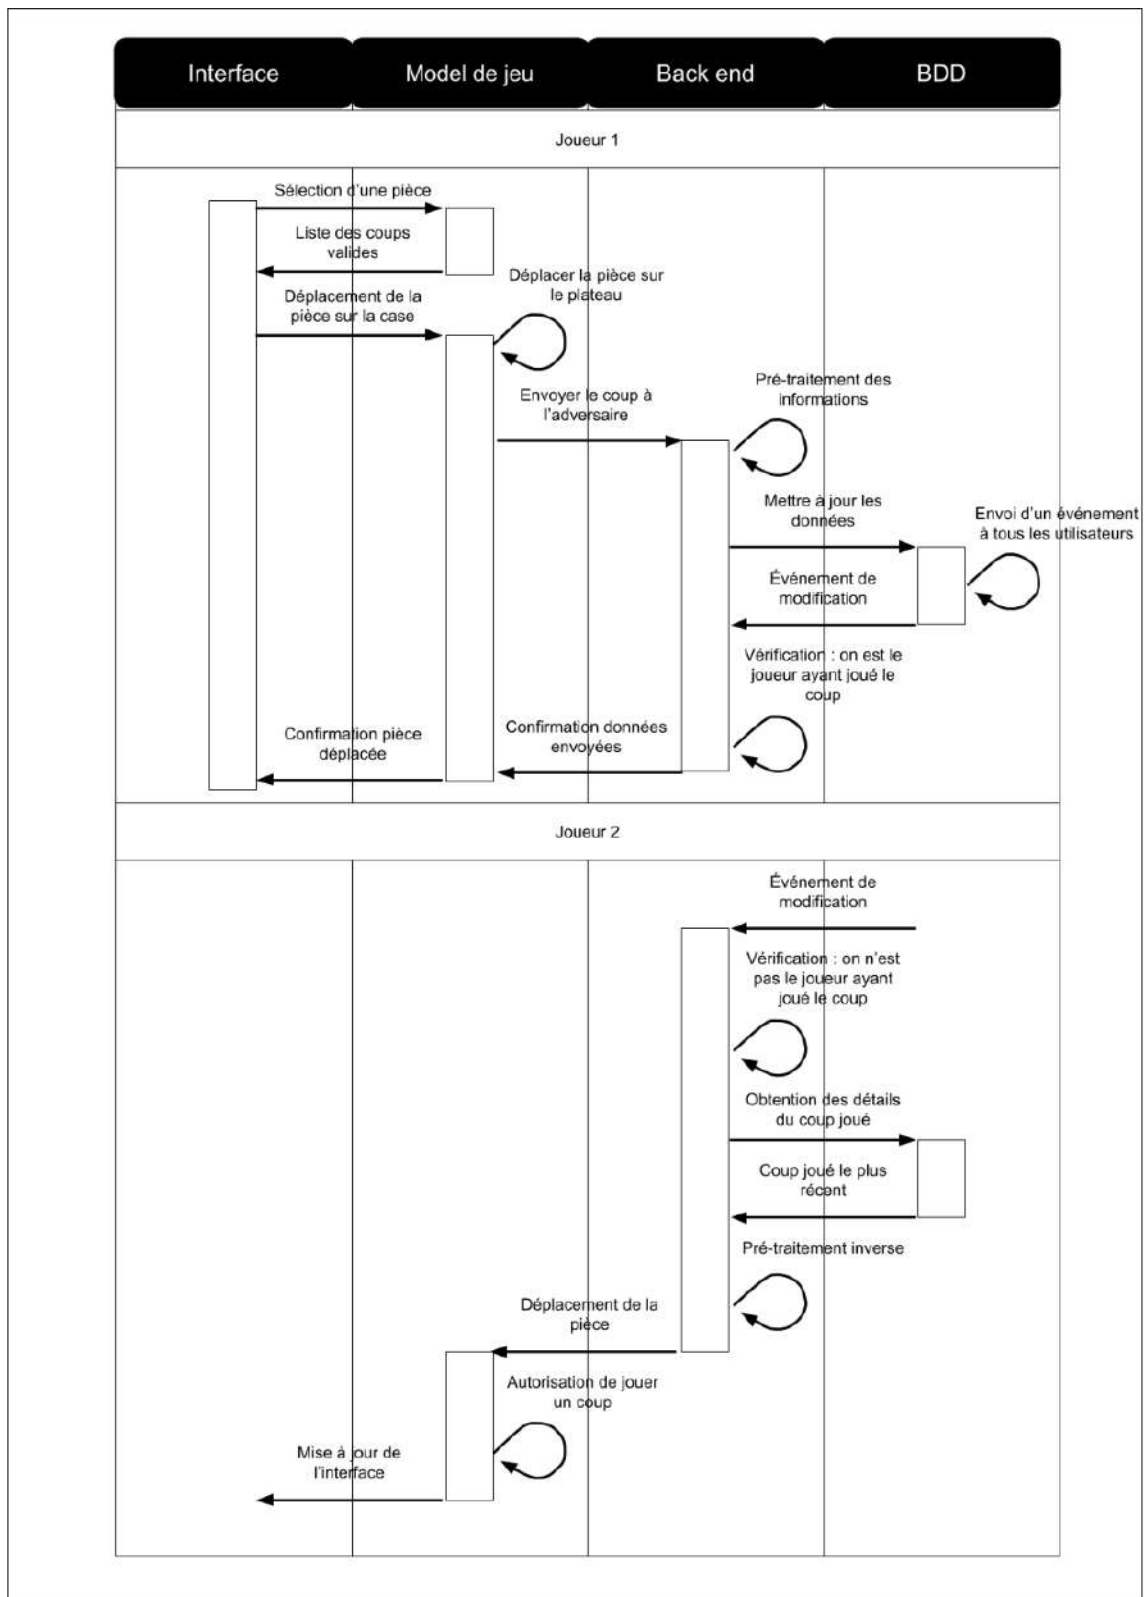 Interface
Model de jeu
Back end
BDD
Joueur 1
Sélection d'une pièce
Liste des coups
valides
Déplacer la pièce sur
le plateau
Déplacement de la
pièce sur la case
Pré-traitement des
informations
Envoyer le coup à
l'adversaire
Mettre à jour les
données
Envoi d'un événement
à tous les utilisateurs
Événement de
modification
Vérification : on est le
joueur ayant joué le
coup
Confirmation données
envoyées
Confirmation pièce
déplacée
Joueur 2
Événement de
modification
Vérification : on n'est
pas le joueur ayant
joué le coup
Obtention des détails
du coup joué
Coup joué le plus
récent
Pré-traitement inverse
Déplacement de la
pièce
Autorisation de jouer
un coup
Mise à jour de
l'interface